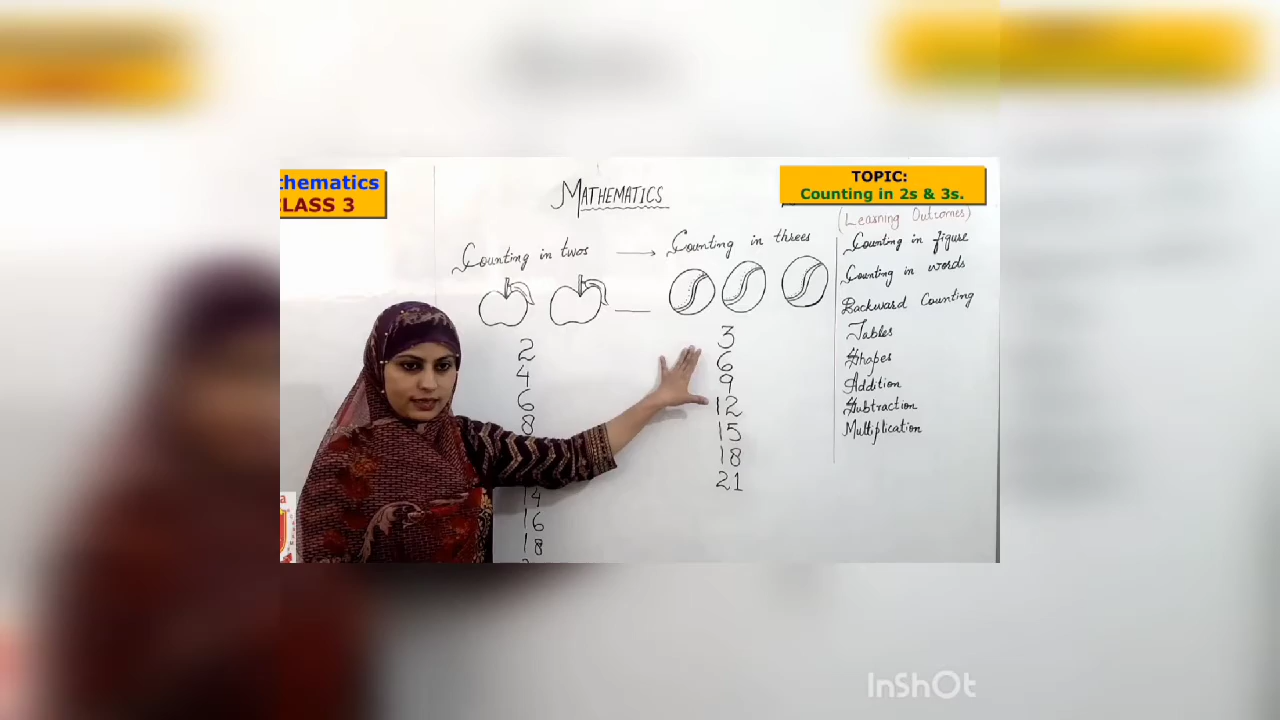 thematics
LASS 3
TOPIC:
Counting in 2s & 3s.
MATHEMATICS
(Learning Outcomes)
Counting in twos
Counting in threes
Counting in figure
Counting in words
Backward Counting
Tables
Shapes
Addition
Subtraction
Multiplication
2
4
6
8
14
16
18
3
6
9
12
15
18
21
InShOt